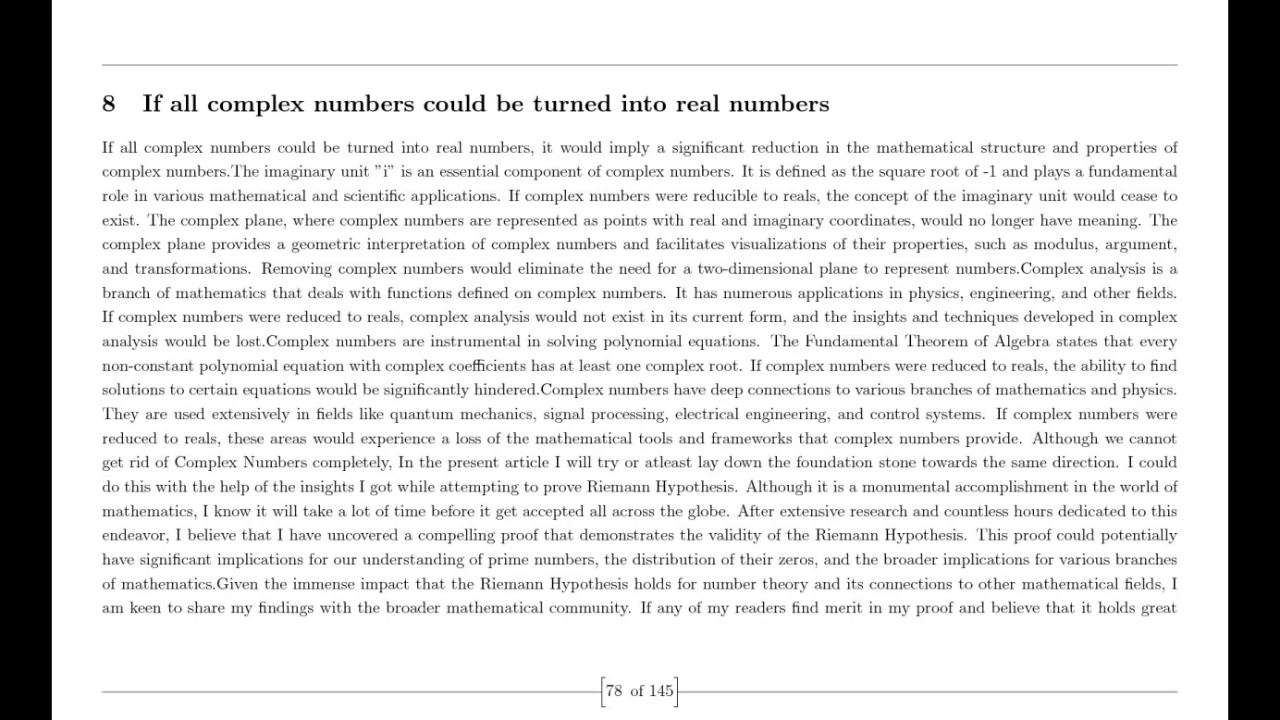 8 If all complex numbers could be turned into real numbers
If all complex numbers could be turned into real numbers, it would imply a significant reduction in the mathematical structure and properties of
complex numbers.The imaginary unit "i" is an essential component of complex numbers. It is defined as the square root of -1 and plays a fundamental
role in various mathematical and scientific applications. If complex numbers were reducible to reals, the concept of the imaginary unit would cease to
exist. The complex plane, where complex numbers are represented as points with real and imaginary coordinates, would no longer have meaning. The
complex plane provides a geometric interpretation of complex numbers and facilitates visualizations of their properties, such as modulus, argument,
and transformations. Removing complex numbers would eliminate the need for a two-dimensional plane to represent numbers.Complex analysis is a
branch of mathematics that deals with functions defined on complex numbers. It has numerous applications in physics, engineering, and other fields.
If complex numbers were reduced to reals, complex analysis would not exist in its current form, and the insights and techniques developed in complex
analysis would be lost.Complex numbers are instrumental in solving polynomial equations. The Fundamental Theorem of Algebra states that every
non-constant polynomial equation with complex coefficients has at least one complex root. If complex numbers were reduced to reals, the ability to find
solutions to certain equations would be significantly hindered.Complex numbers have deep connections to various branches of mathematics and physics.
They are used extensively in fields like quantum mechanics, signal processing, electrical engineering, and control systems. If complex numbers were
reduced to reals, these areas would experience a loss of the mathematical tools and frameworks that complex numbers provide. Although we cannot
get rid of Complex Numbers completely, In the present article I will try or atleast lay down the foundation stone towards the same direction. I could
do this with the help of the insights I got while attempting to prove Riemann Hypothesis. Although it is a monumental accomplishment in the world of
mathematics, I know it will take a lot of time before it get accepted all across the globe. After extensive research and countless hours dedicated to this
endeavor, I believe that I have uncovered a compelling proof that demonstrates the validity of the Riemann Hypothesis. This proof could potentially
have significant implications for our understanding of prime numbers, the distribution of their zeros, and the broader implications for various branches
of mathematics.Given the immense impact that the Riemann Hypothesis holds for number theory and its connections to other mathematical fields, I
am keen to share my findings with the broader mathematical community. If any of my readers find merit in my proof and believe that it holds great
78 of 145